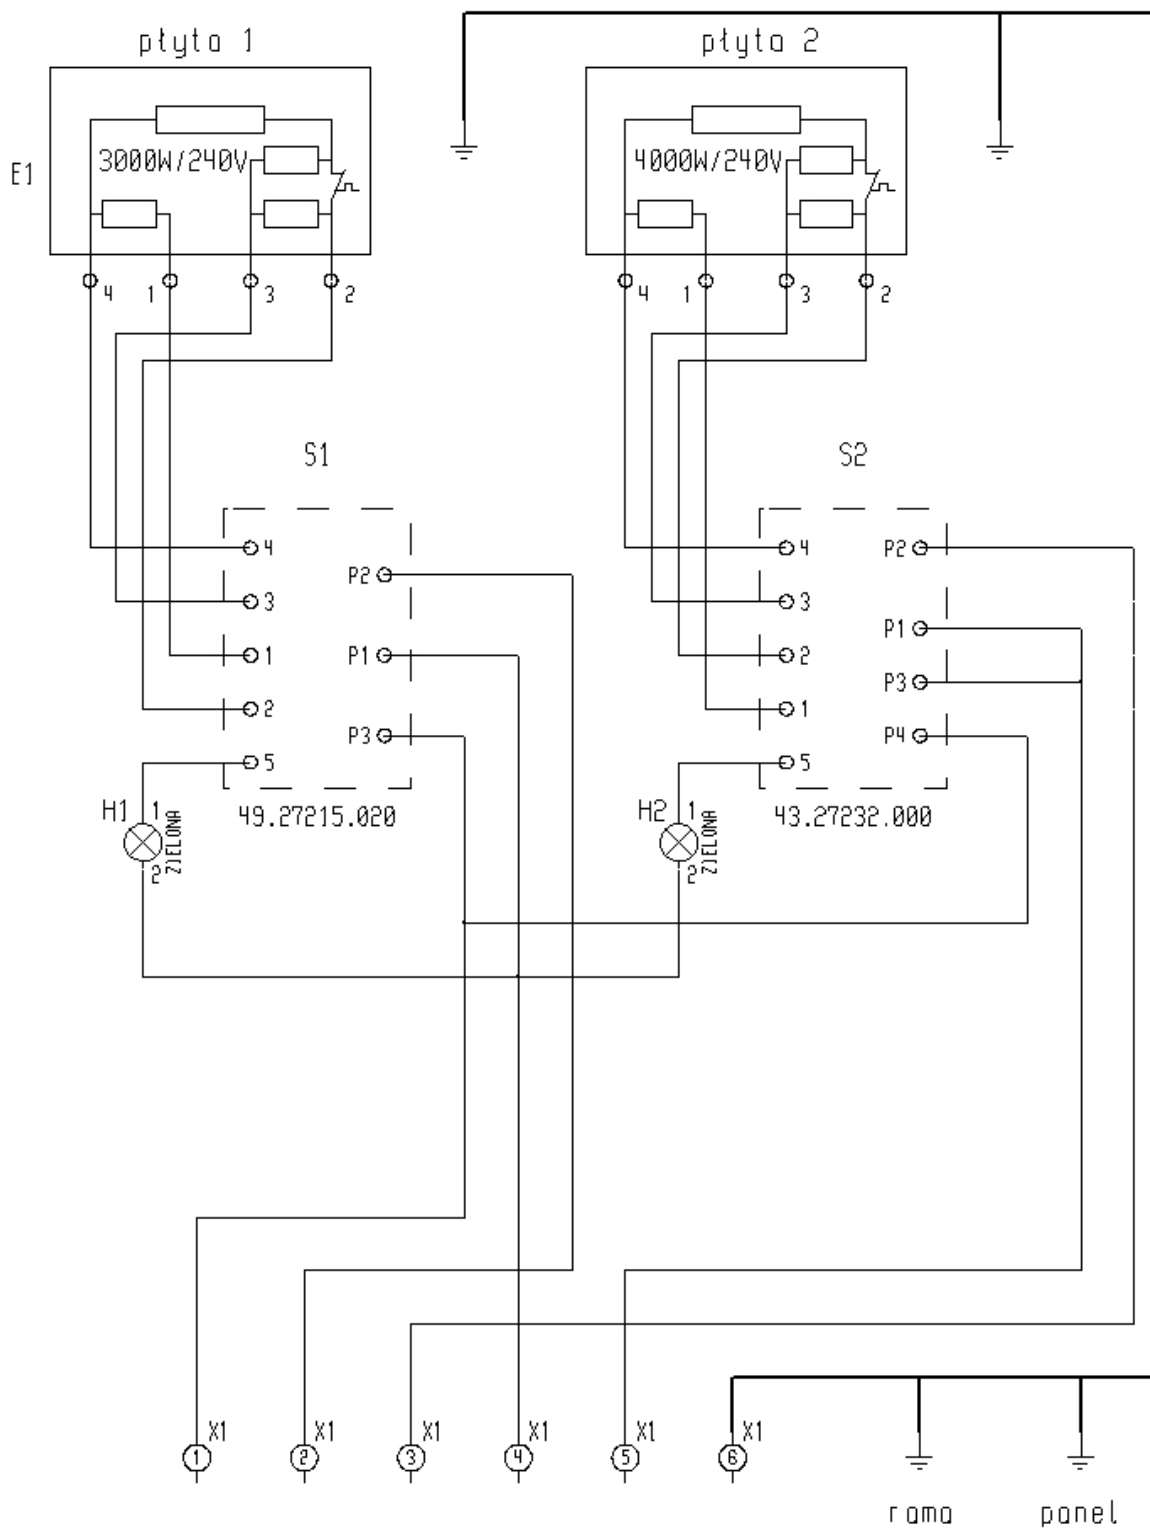 płyta 1
płyta 2
E1
3000W/240V
4000W/240V
4 1 3 2
4 1 3 2
S1
S2
4
P2
3
1
P1
2
P3
5
49.27215.020
4
P2
3
P1
2
P3
1
P4
5
43.27232.000
H1
1
2
ZIELONA
H2
1
2
ZIELONA
X1 X1 X1 X1 X1 X1
1 2 3 4 5 6
rama
panel